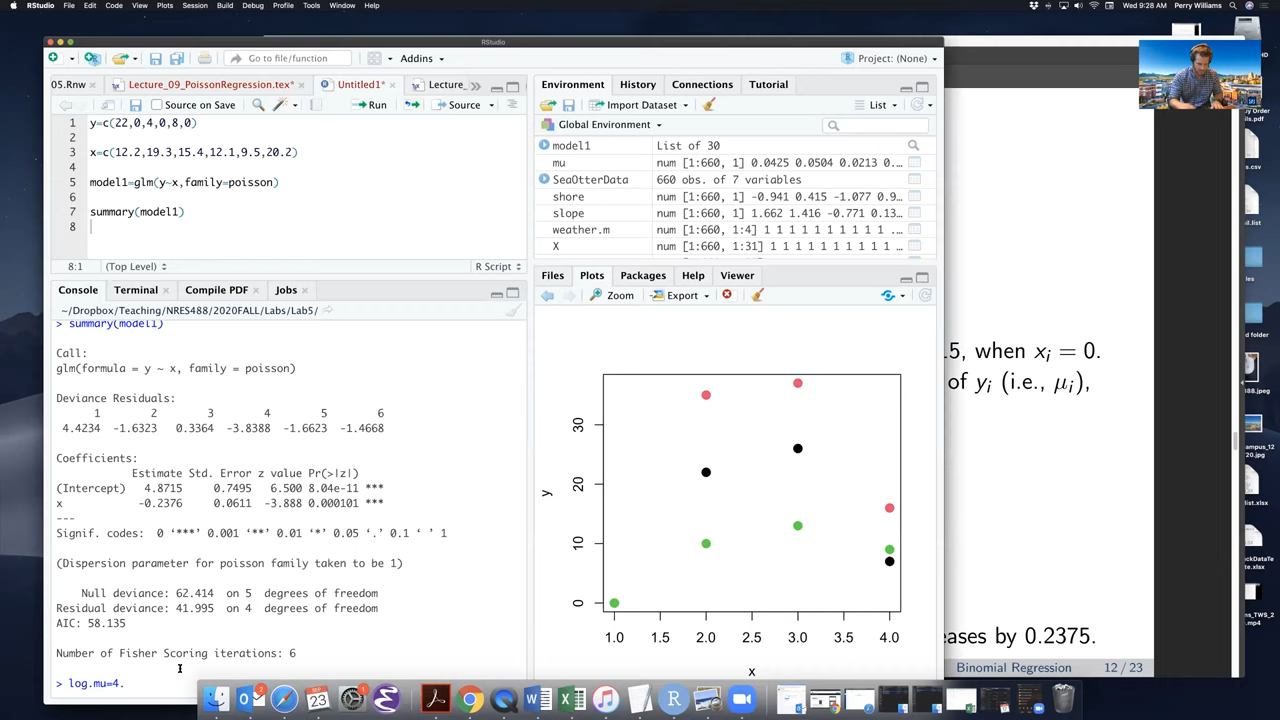 RStudio File Edit Code View Plots Session Build Debug Profile Tools Window Help
Wed 9:28 AM Perry Williams
RStudio
Go to file/function
Addins
Project: (None)
05.Rnw
Lecture_09_PoissonRegression.tex*
Untitled1*
Lecture_
Source on Save
Run
Source
1 y=c(22,0,4,0,8,0)
2
3 x=c(12.2,19.3,15.4,12.1,9.5,20.2)
4
5 model1=glm(y~x,family=poisson)
6
7 summary(model1)
8
8:1 (Top Level) R Script
Console Terminal Compile PDF Jobs
~/Dropbox/Teaching/NRES488/2020FALL/Labs/Lab5/
> summary(model1)
Call:
glm(formula = y ~ x, family = poisson)
Deviance Residuals:
1 2 3 4 5 6
4.4234 -1.6323 0.3364 -3.8388 -1.6623 -1.4668
Coefficients:
Estimate Std. Error z value Pr(>|z|)
(Intercept) 4.8715 0.7495 6.500 8.04e-11 ***
x -0.2376 0.0611 -3.888 0.000101 ***
---
Signif. codes: 0 ‘***’ 0.001 ‘**’ 0.01 ‘*’ 0.05 ‘.’ 0.1 ‘ ’ 1
(Dispersion parameter for poisson family taken to be 1)
Null deviance: 62.414 on 5 degrees of freedom
Residual deviance: 41.995 on 4 degrees of freedom
AIC: 58.135
Number of Fisher Scoring iterations: 6
> log.mu=4.
Environment History Connections Tutorial
Import Dataset
List
Global Environment
model1 List of 30
mu num [1:660, 1] 0.0425 0.0504 0.0213 0...
SeaOtterData 660 obs. of 7 variables
shore num [1:660, 1] -0.941 0.415 -1.077 0.9...
slope num [1:660, 1] 1.662 1.416 -0.771 0.13...
weather.m num [1:660, 1:4] 1 1 1 1 1 1 1 1 1 ...
X num [1:660, 1:31] 1 1 1 1 1 1 1 1 1 ...
Files Plots Packages Help Viewer
Zoom Export
y
30
20
10
0
1.0 1.5 2.0 2.5 3.0 3.5 4.0
x
15, when xᵢ = 0.
of yᵢ (i.e., μᵢ),
eases by 0.2375.
Binomial Regression 12 / 23